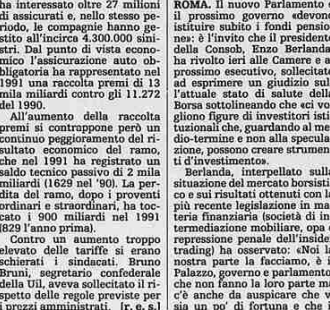 ha interessato oltre 27 milioni
di assicurati e, nello stesso pe-
riodo, le compagnie hanno ge-
stito all'incirca 4.300.000 sini-
stri. Dal punto di vista econo-
mico l'assicurazione auto ob-
bligatoria ha rappresentato nel
1991 una raccolta premi di 13
mila miliardi contro gli 11.272
del 1990.
All'aumento della raccolta
premi si contrappone però un
continuo peggioramento del ri-
sultato economico del ramo,
che nel 1991 ha registrato un
saldo tecnico passivo di 2 mila
miliardi (1629 nel '90). La per-
dita del ramo, dopo i proventi
ordinari e straordinari, ha toc-
cato i 900 miliardi nel 1991
(829 l'anno prima).
Contro un aumento troppo
elevato delle tariffe si erano
schierati i sindacati. Bruno
Bruni, segretario confederale
della Uil, aveva sollecitato il ri-
spetto delle regole previste per
i prezzi amministrati. [r. e. s.]
ROMA. Il nuovo Parlamento e
il prossimo governo «devono
istituire subito i fondi pensio-
ne»: è l'invito che il presidente
della Consob, Enzo Berlanda,
ha rivolto ieri alle Camere e al
prossimo esecutivo, sollecitato
ad esprimere un giudizio sul-
l'attuale stato di salute della
Borsa sottolineando che «ci vo-
gliono figure di investitori isti-
tuzionali che, guardando al me-
dio-termine e non alla specula-
zione, possono creare strumen-
ti d'investimento».
Berlanda, interpellato sulla
situazione del mercato borsisti-
co e sui risultati ottenuti con la
più recente legislazione in ma-
teria finanziaria (società di in-
termediazione mobiliare, opa e
repressione penale dell'insider
trading) ha osservato: «Noi la
nostra parte la facciamo, è il
Palazzo, governo e parlamento
che non fanno la loro parte ma
c'è anche da auspicare che vi
sia un po' di fortuna e che i